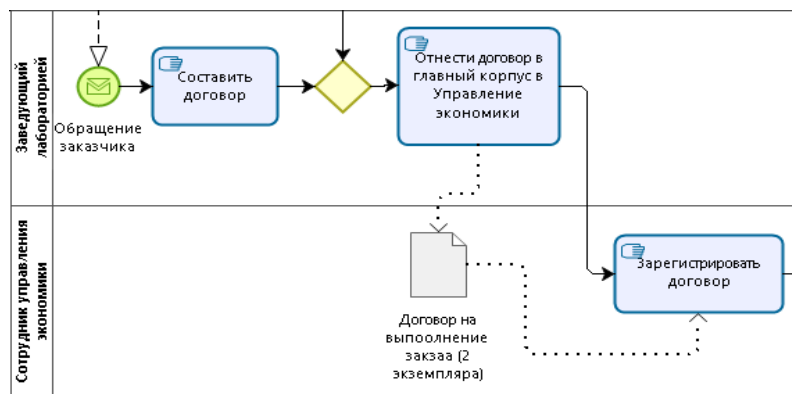 Заведующий
лабораторией
Обращение
заказчика
Составить
договор
Отнести договор в
главный корпус в
Управление
экономики
Сотрудник управления
экономики
Договор на
выпоолнение
закзаа (2
экземпляра)
Зарегистрировать
договор